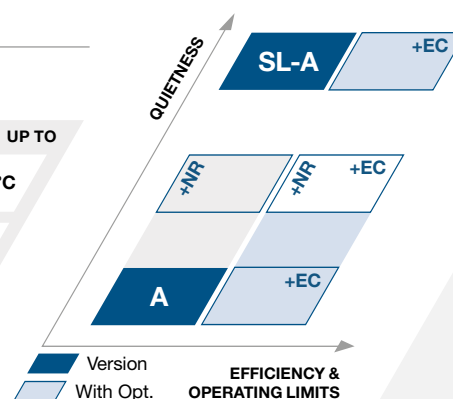 QUIETNESS
SL-A
+EC
UP TO
°C
+NR
+NR
+EC
A
+EC
Version
With Opt.
EFFICIENCY &
OPERATING LIMITS